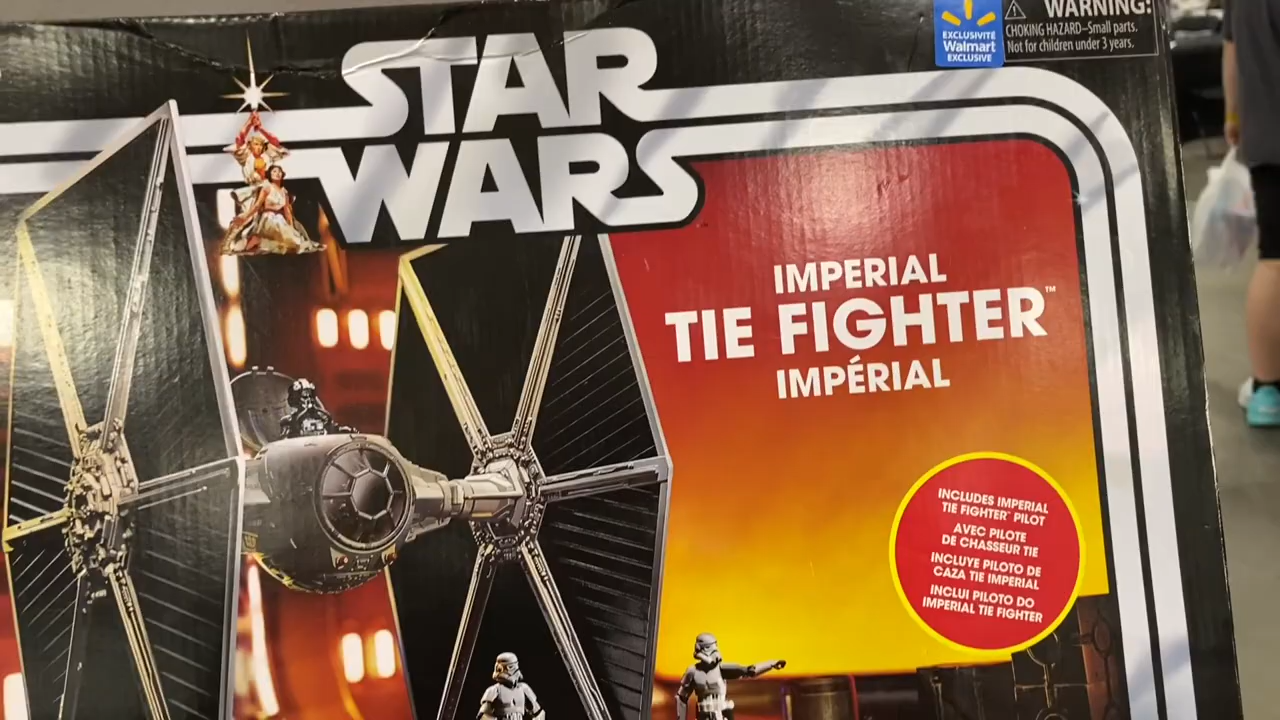 STAR
WARS
EXCLUSIVITÉ
Walmart
EXCLUSIVE
WARNING:
CHOKING HAZARD–Small parts.
Not for children under 3 years.
IMPERIAL
TIE FIGHTER™
IMPÉRIAL
INCLUDES IMPERIAL
TIE FIGHTER™ PILOT
AVEC PILOTE
DE CHASSEUR TIE
INCLUYE PILOTO DE
CAZA TIE IMPERIAL
INCLUI PILOTO DO
IMPERIAL TIE FIGHTER